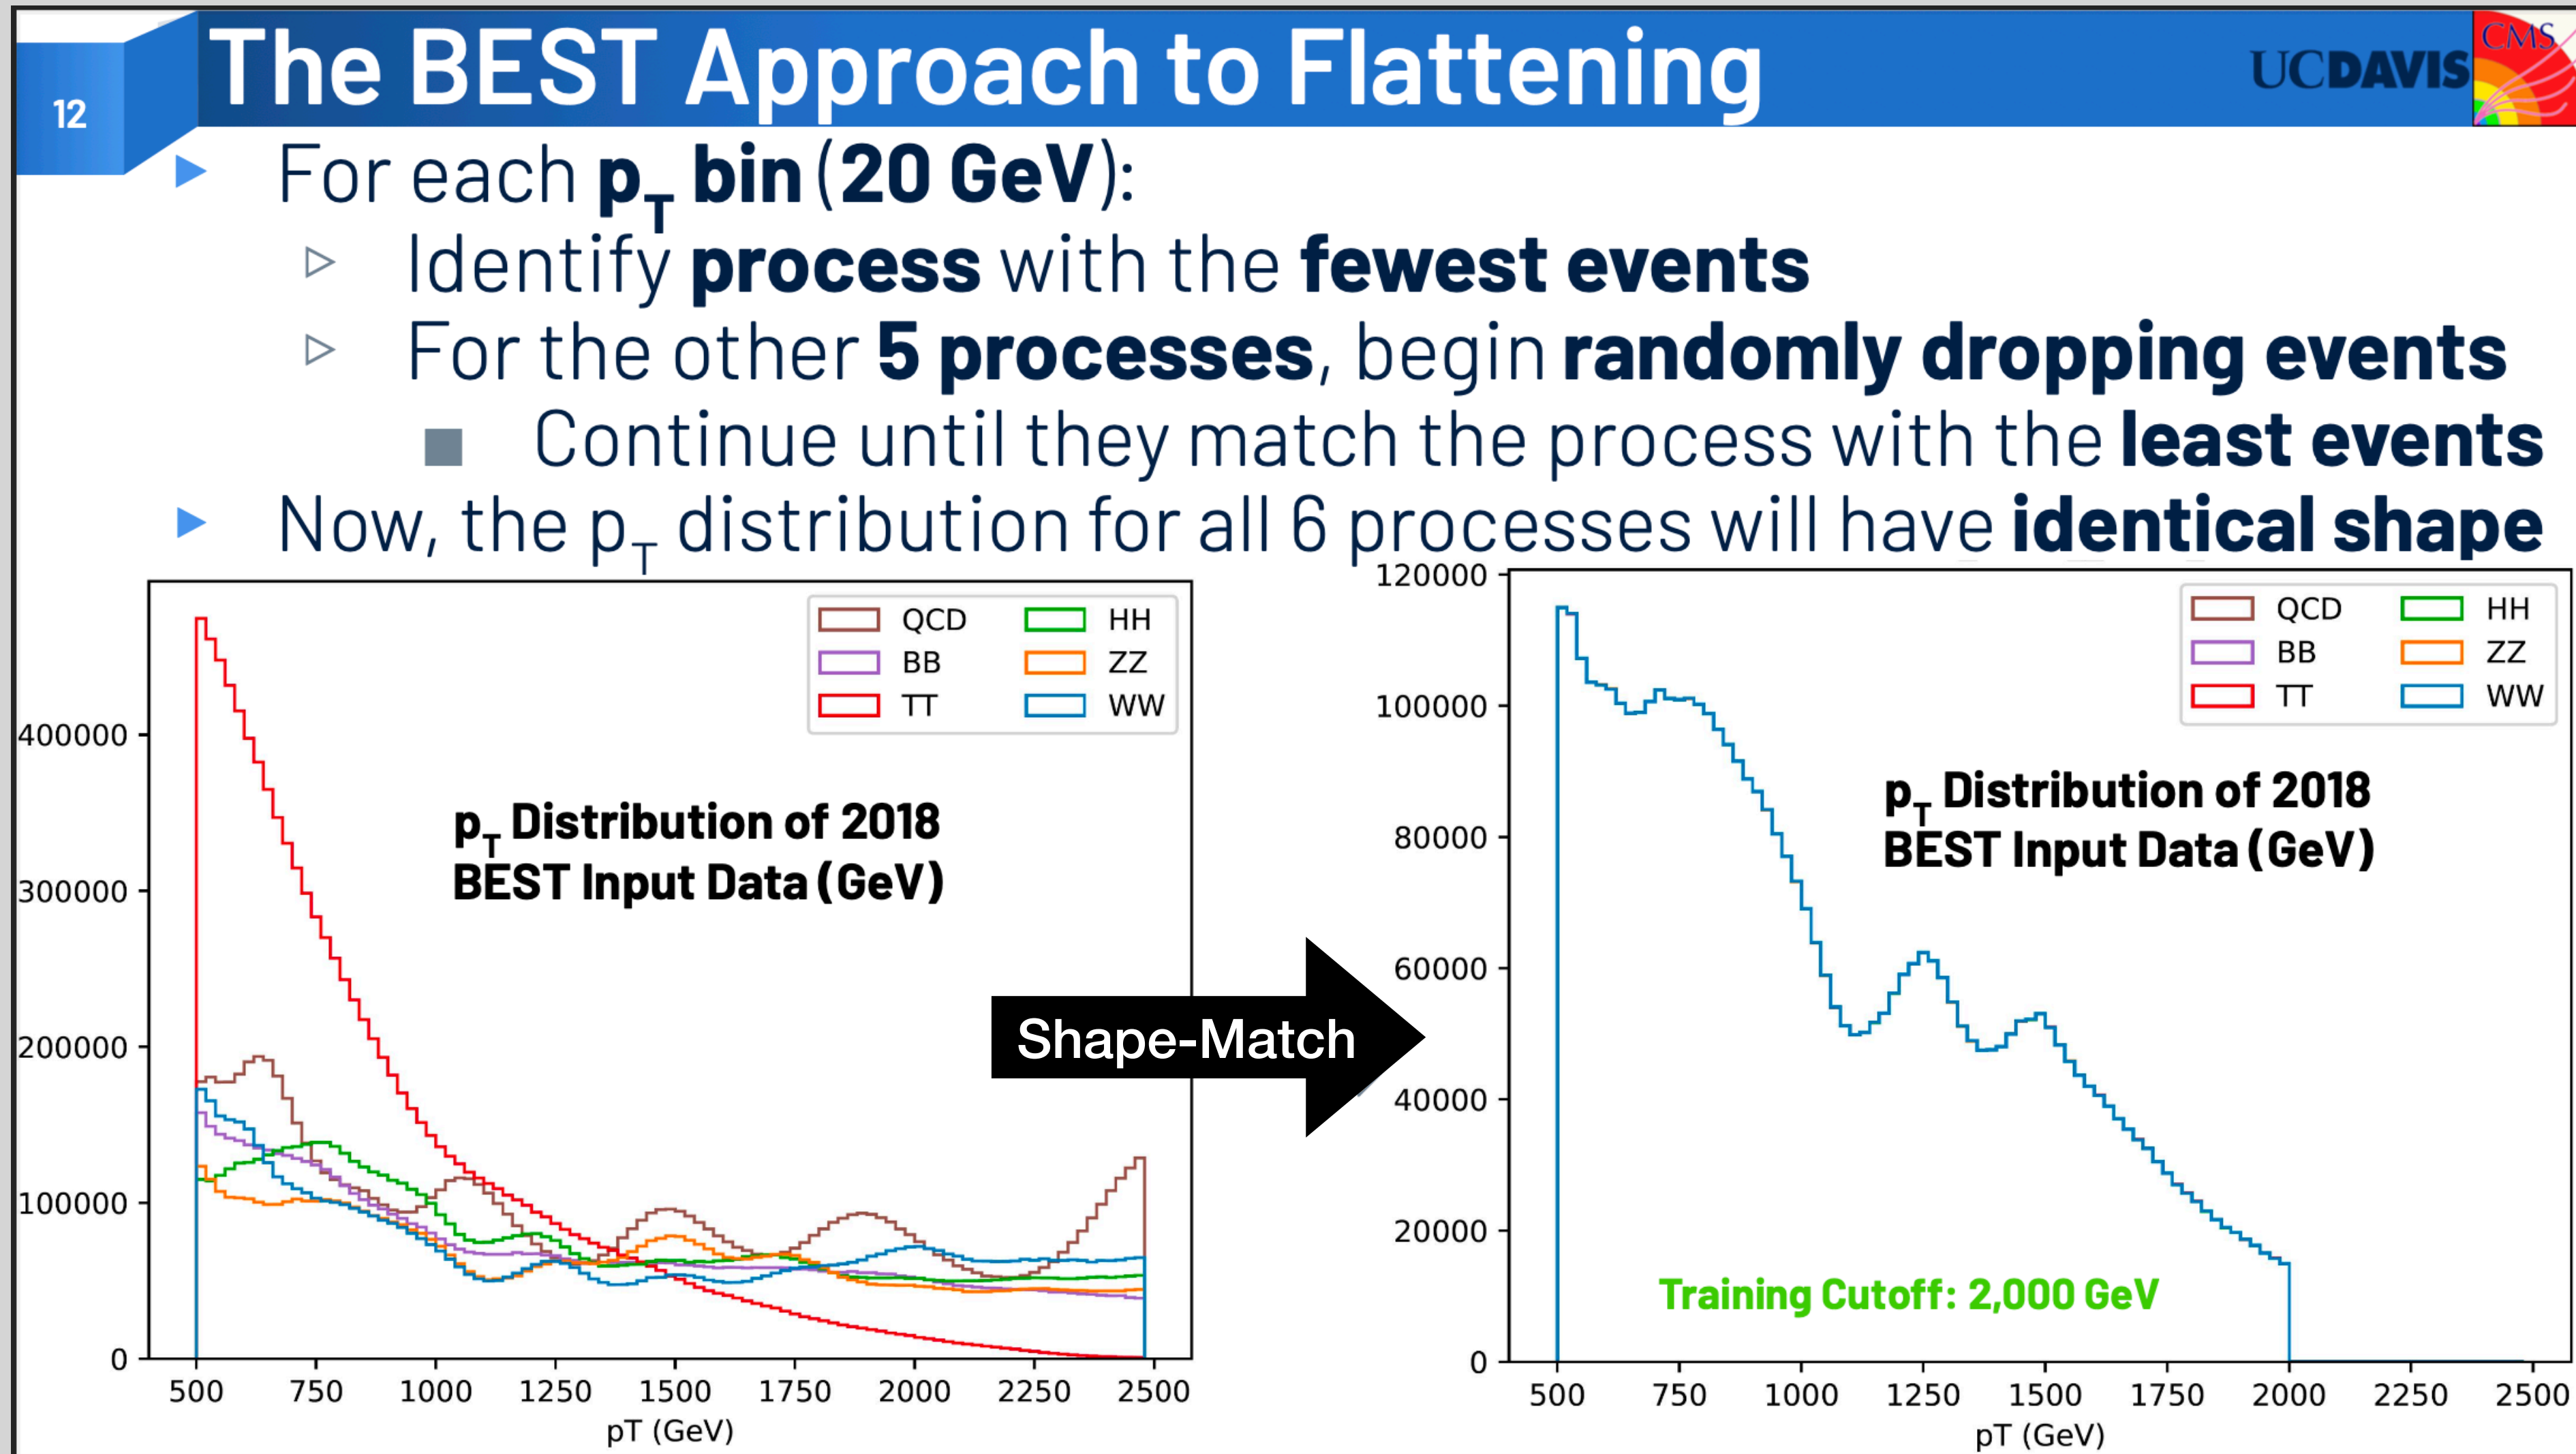 The BEST Approach to Flattening
UCDAVIS
CMS
12
For each pT bin (20 GeV):
Identify process with the fewest events
For the other 5 processes, begin randomly dropping events
Continue until they match the process with the least events
Now, the pT distribution for all 6 processes will have identical shape
QCD HH
BB ZZ
TT WW
pT Distribution of 2018
BEST Input Data (GeV)
400000
300000
200000
100000
0
500 750 1000 1250 1500 1750 2000 2250 2500
pT (GeV)
Shape-Match
120000
100000
80000
60000
40000
20000
0
QCD HH
BB ZZ
TT WW
pT Distribution of 2018
BEST Input Data (GeV)
Training Cutoff: 2,000 GeV
500 750 1000 1250 1500 1750 2000 2250 2500
pT (GeV)